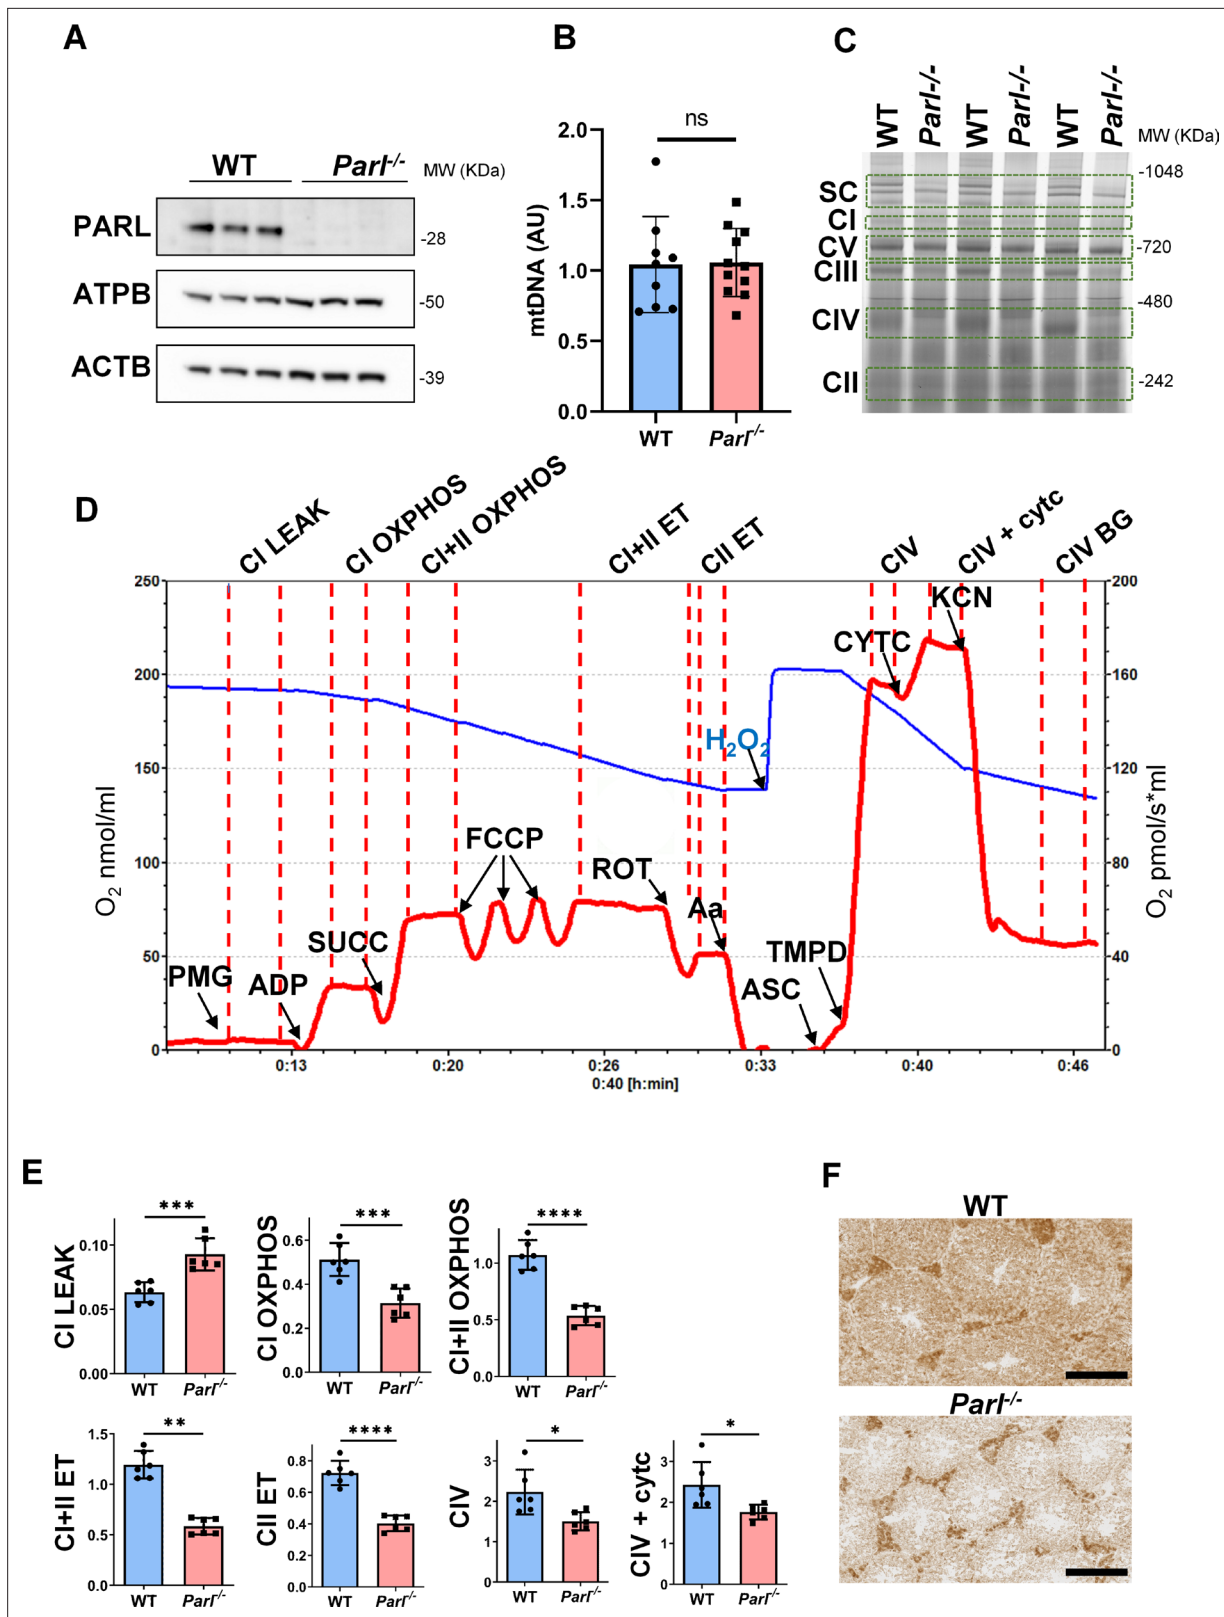 A
WT Parl-/- MW (KDa)
PARL -28
ATPB -50
ACTB -39
B
ns
mtDNA (AU)
2.0
1.5
1.0
0.5
0.0
WT Parl-/-
C
WT Parl-/- WT Parl-/- WT Parl-/- MW (KDa)
-1048
SC
CI
CV -720
CIII
-480
CIV
CII -242
D
CI LEAK CI OXPHOS CI+II OXPHOS CI+II ET CII ET CIV CIV + cytc CIV BG
250 200
200 160
150 120
100 80
50 40
0 0
O2 nmol/ml
O2 pmol/s*ml
KCN
CYTC
H2O2
FCCP
ROT
Aa
SUCC
TMPD
PMG ADP ASC
0:13 0:20 0:26 0:33 0:40 0:46
0:40 [h:min]
E
CI LEAK
***
0.10
0.05
0.00
WT Parl-/-
CI OXPHOS
***
0.6
0.4
0.2
0.0
WT Parl-/-
CI+II OXPHOS
****
1.0
0.5
0.0
WT Parl-/-
CI+II ET
**
1.5
1.0
0.5
0.0
WT Parl-/-
CII ET
****
0.8
0.6
0.4
0.2
0.0
WT Parl-/-
CIV
*
3
2
1
0
WT Parl-/-
CIV + cytc
*
3
2
1
0
WT Parl-/-
F
WT
Parl-/-